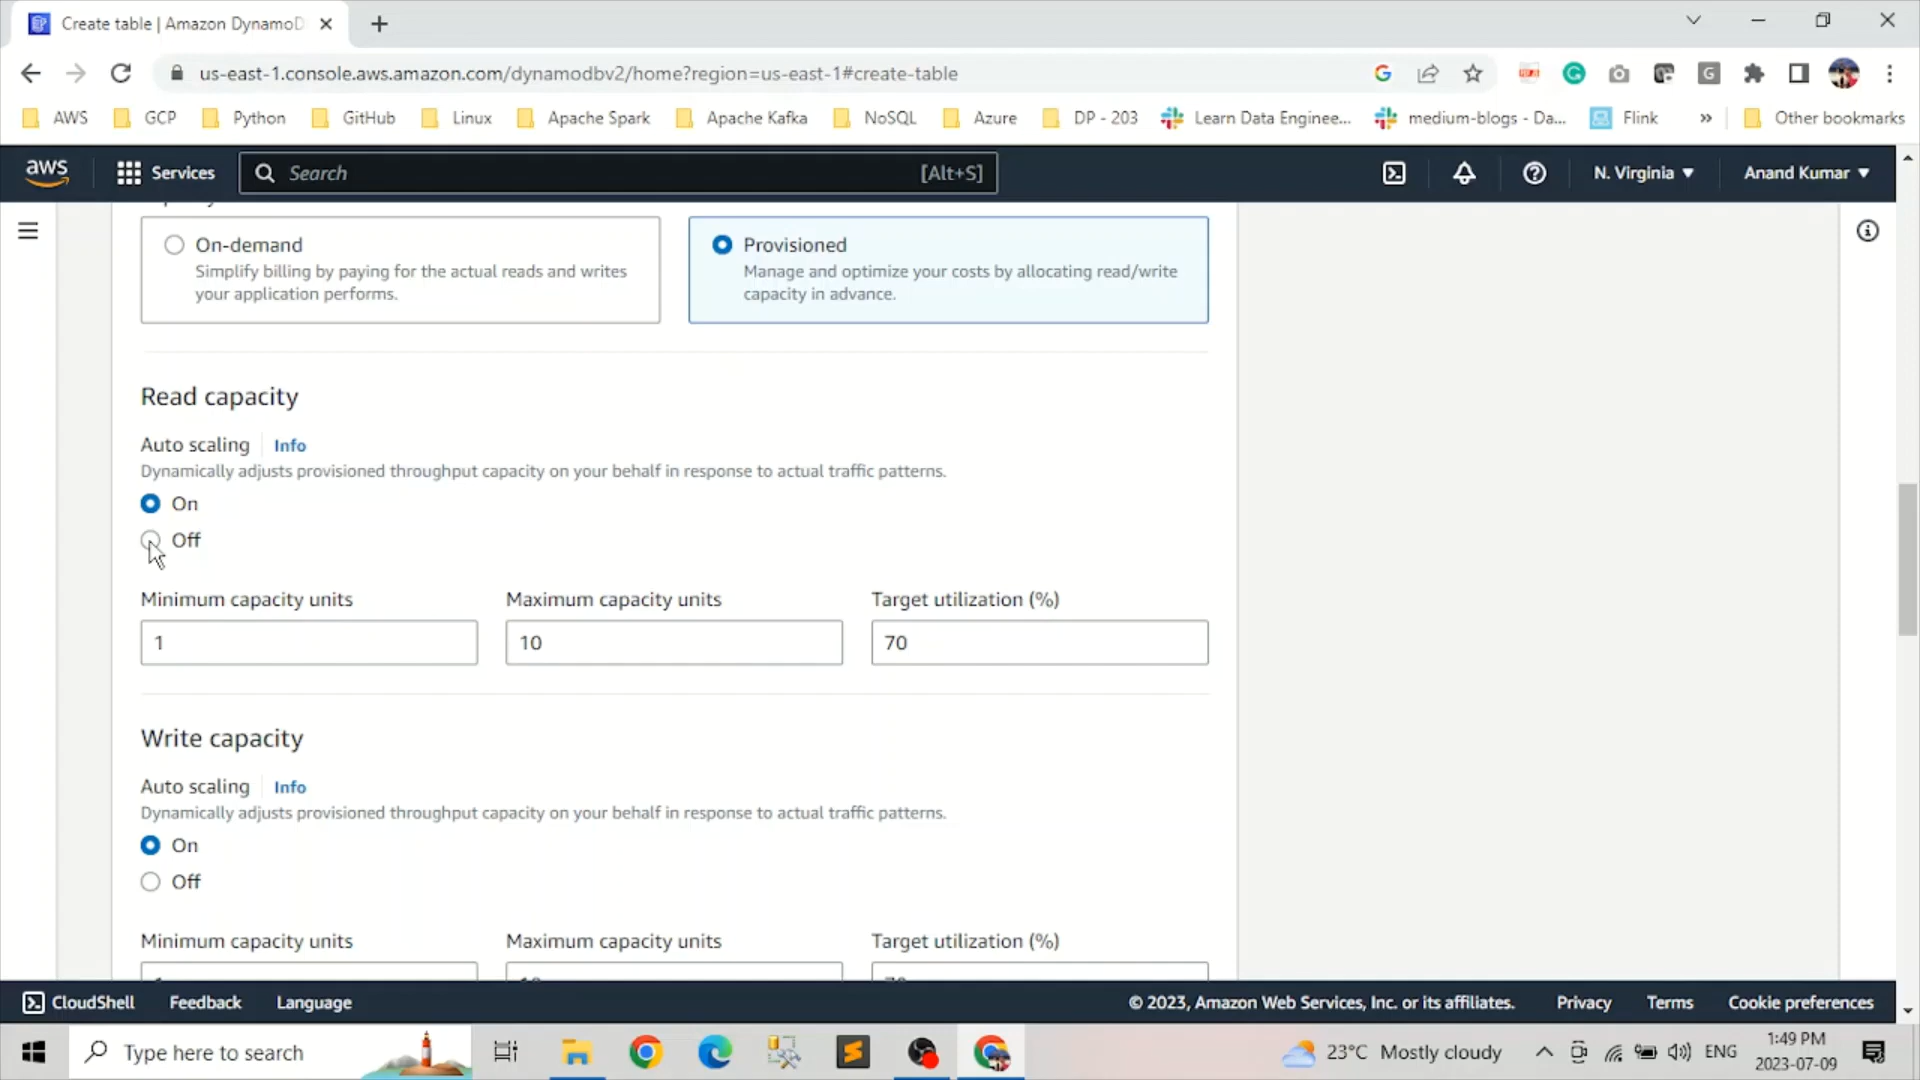 Create table | Amazon DynamoD
us-east-1.console.aws.amazon.com/dynamodbv2/home?region=us-east-1#create-table
AWS GCP Python GitHub Linux Apache Spark Apache Kafka NoSQL Azure DP - 203 Learn Data Enginee... medium-blogs - Da... Flink » Other bookmarks
aws Services Search [Alt+S] N. Virginia Anand Kumar
On-demand
Simplify billing by paying for the actual reads and writes
your application performs.
Provisioned
Manage and optimize your costs by allocating read/write
capacity in advance.
Read capacity
Auto scaling Info
Dynamically adjusts provisioned throughput capacity on your behalf in response to actual traffic patterns.
On
Off
Minimum capacity units Maximum capacity units Target utilization (%)
1 10 70
Write capacity
Auto scaling Info
Dynamically adjusts provisioned throughput capacity on your behalf in response to actual traffic patterns.
On
Off
Minimum capacity units Maximum capacity units Target utilization (%)
CloudShell Feedback Language © 2023, Amazon Web Services, Inc. or its affiliates. Privacy Terms Cookie preferences
Type here to search 23°C Mostly cloudy ENG 1:49 PM
2023-07-09